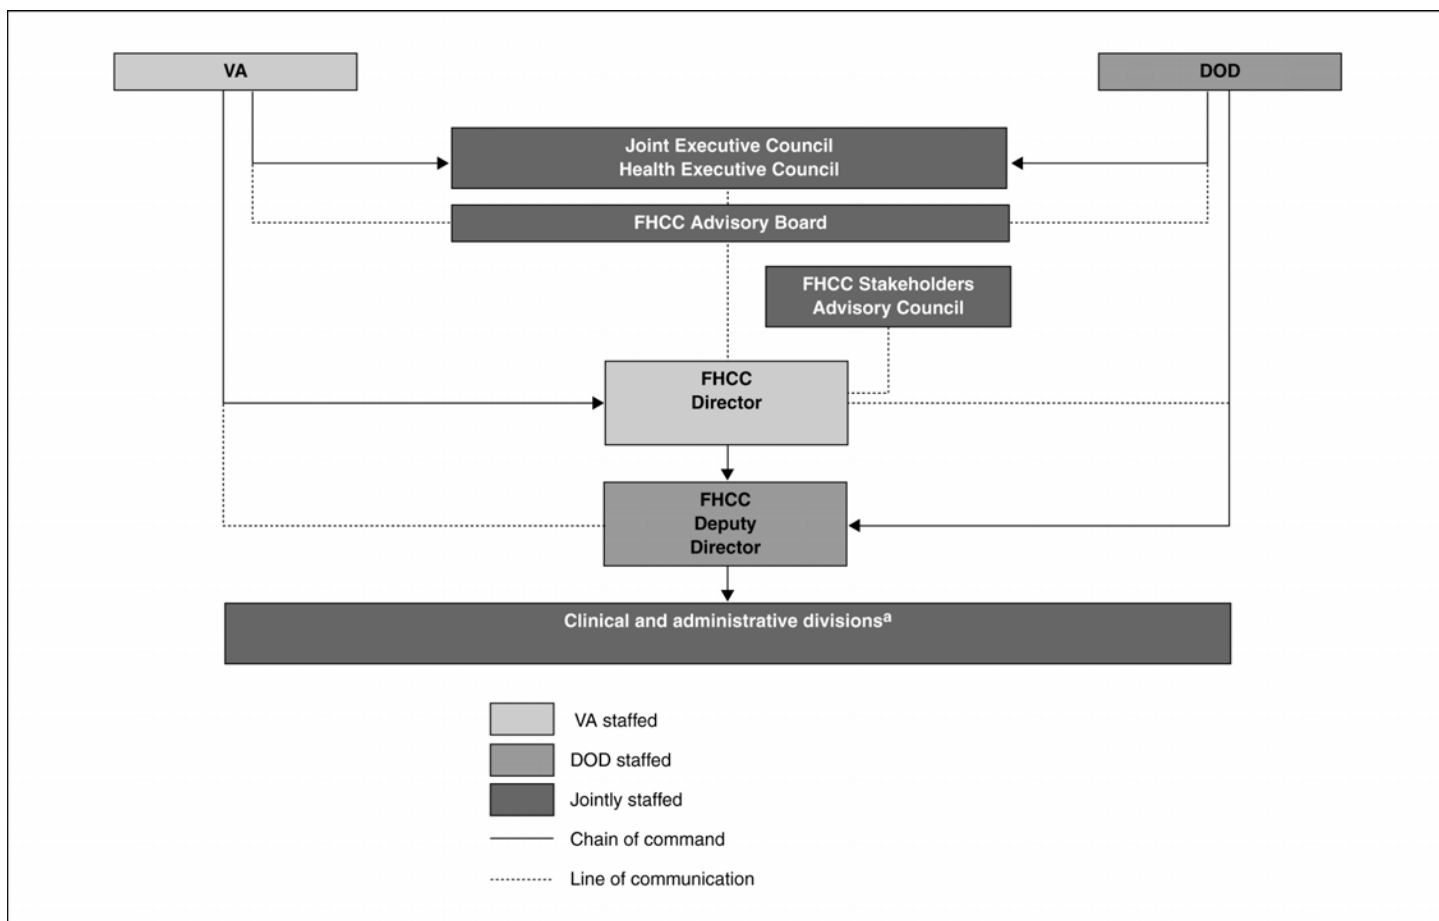 VA
DOD
Joint Executive Council
Health Executive Council
FHCC Advisory Board
FHCC Stakeholders
Advisory Council
FHCC
Director
FHCC
Deputy
Director
Clinical and administrative divisionsᵃ
VA staffed
DOD staffed
Jointly staffed
Chain of command
Line of communication